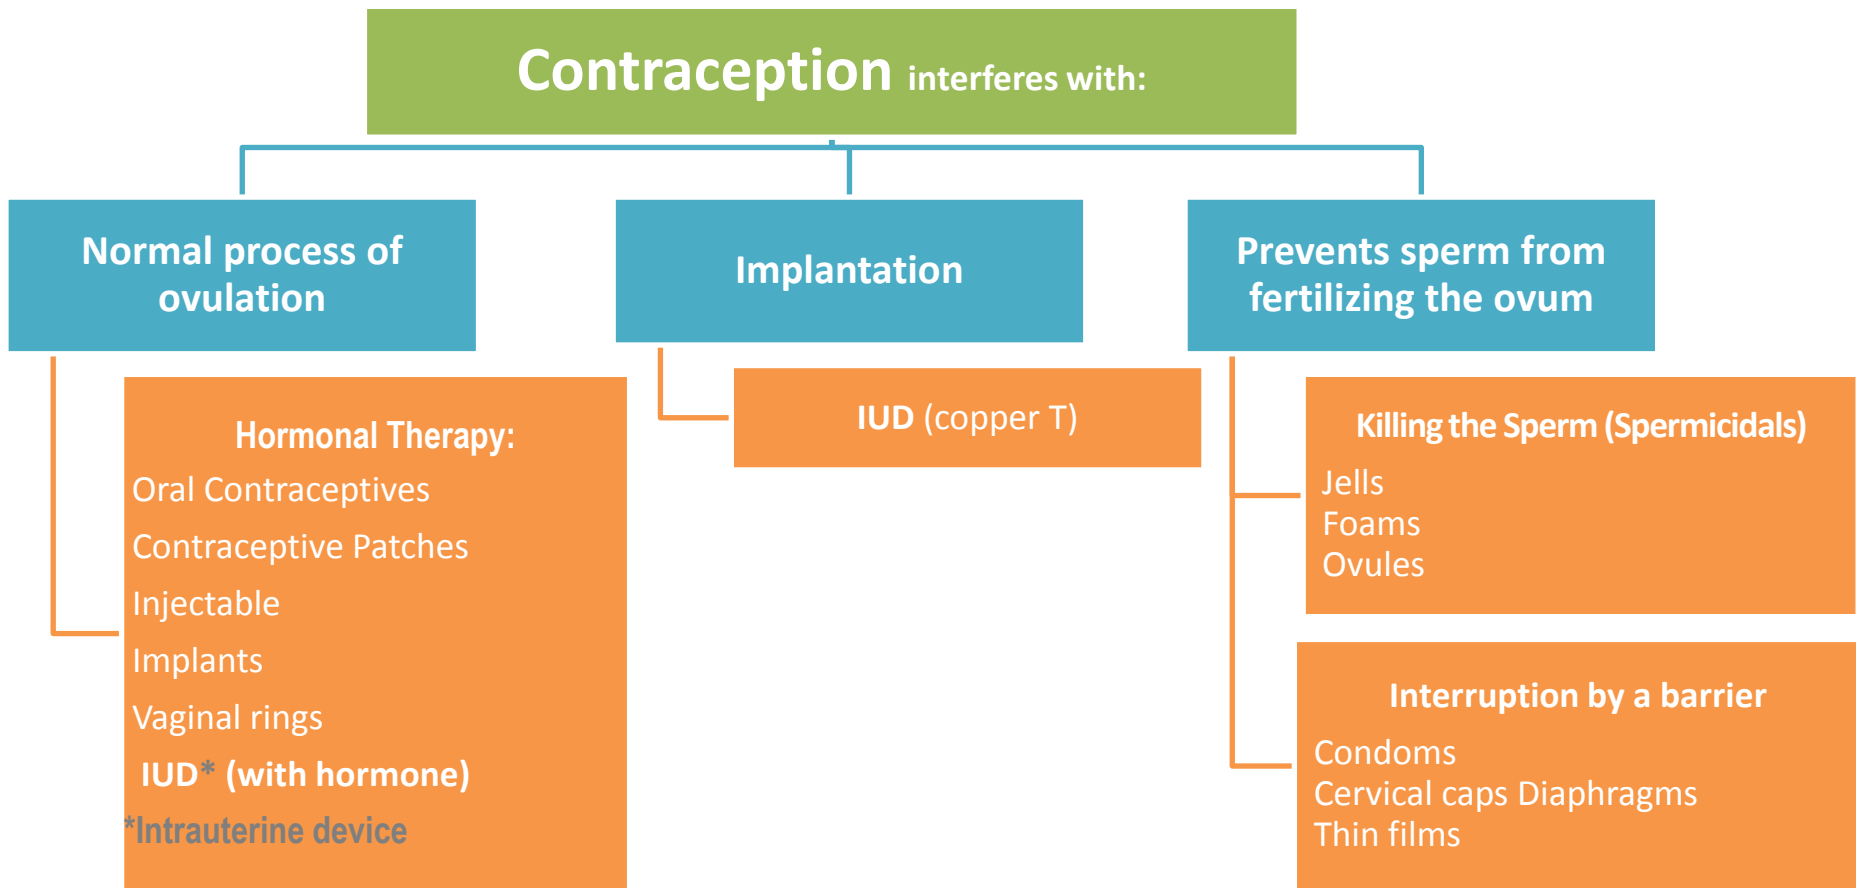 Contraception interferes with:
Normal process of
ovulation
Hormonal Therapy:
Oral Contraceptives
Contraceptive Patches
Injectable
Implants
Vaginal rings
IUD* (with hormone)
*Intrauterine device
Implantation
IUD (copper T)
Prevents sperm from
fertilizing the ovum
Killing the Sperm (Spermicidals)
Jells
Foams
Ovules
Interruption by a barrier
Condoms
Cervical caps Diaphragms
Thin films